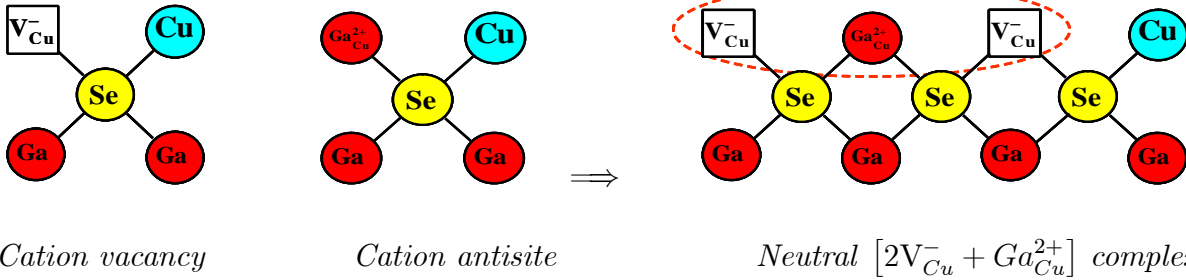 V⁻Cu Cu Ga²⁺Cu Cu V⁻Cu Ga²⁺Cu V⁻Cu Cu
Se Se Se Se Se
Ga Ga Ga Ga Ga Ga Ga Ga
⟹
Cation vacancy Cation antisite Neutral [2V⁻Cu + Ga²⁺Cu] comple